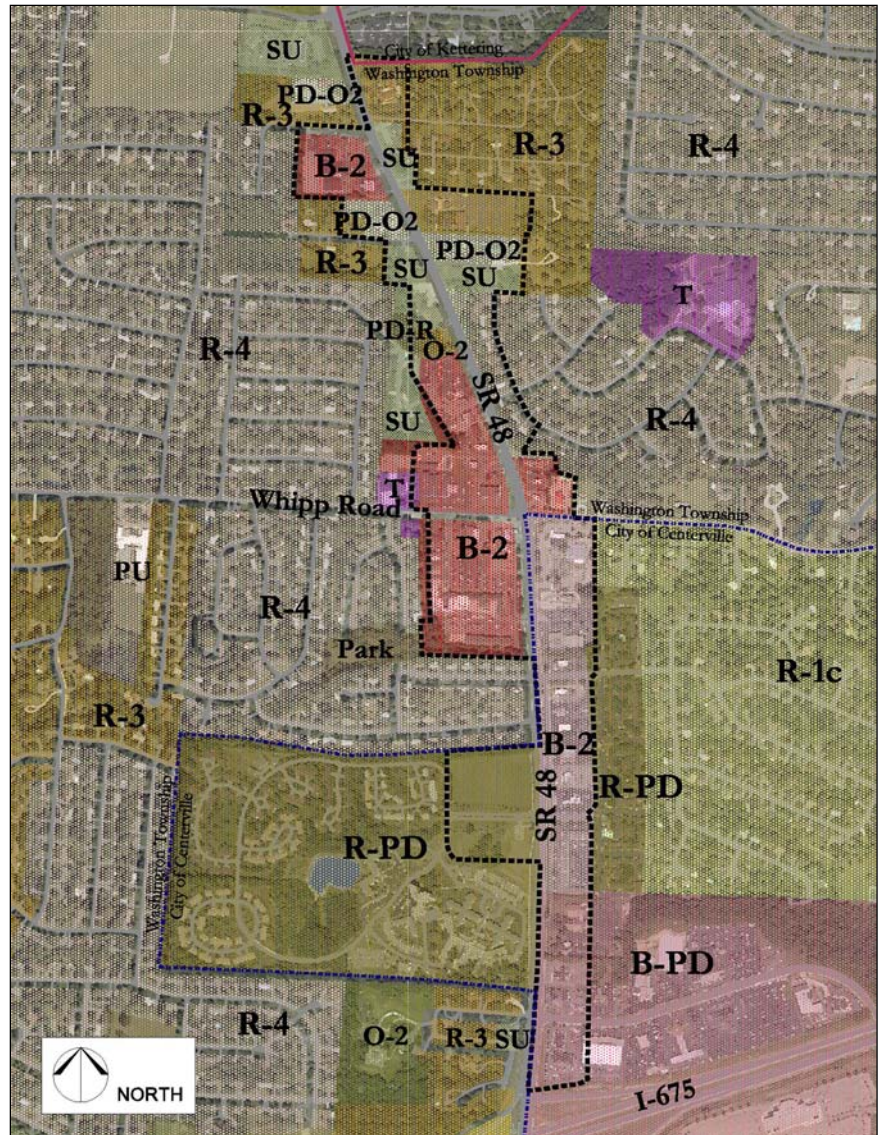 SU
City of Kettering
Washington Township
PD-O2
R-3
B-2
SU
R-3
R-4
PD-O2
R-3
SU
PD-O2
SU
T
R-4
PD-R
O-2
SR 48
R-4
SU
T
Whipp Road
Washington Township
City of Centerville
B-2
PU
R-4
Park
R-1c
R-3
B-2
SR 48
R-PD
Washington Township
City of Centerville
R-PD
B-PD
R-4
O-2
R-3
SU
NORTH
I-675